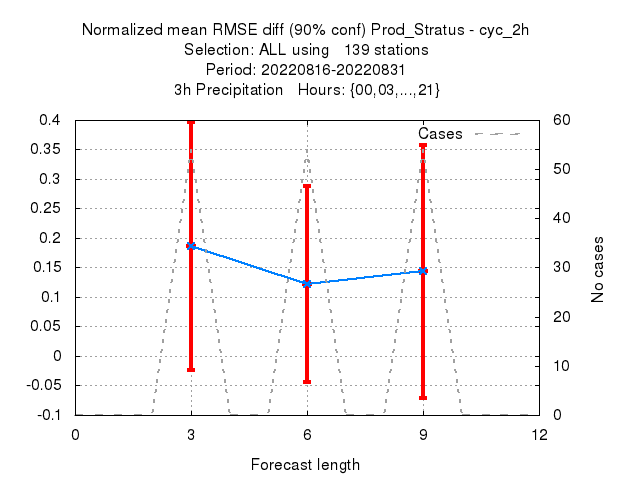 Normalized mean RMSE diff (90% conf) Prod_Stratus - cyc_2h
Selection: ALL using 139 stations
Period: 20220816-20220831
3h Precipitation Hours: {00,03,...,21}
Cases
0.4
0.35
0.3
0.25
0.2
0.15
0.1
0.05
0
-0.05
-0.1
60
50
40
30
20
10
0
No cases
0 3 6 9 12
Forecast length